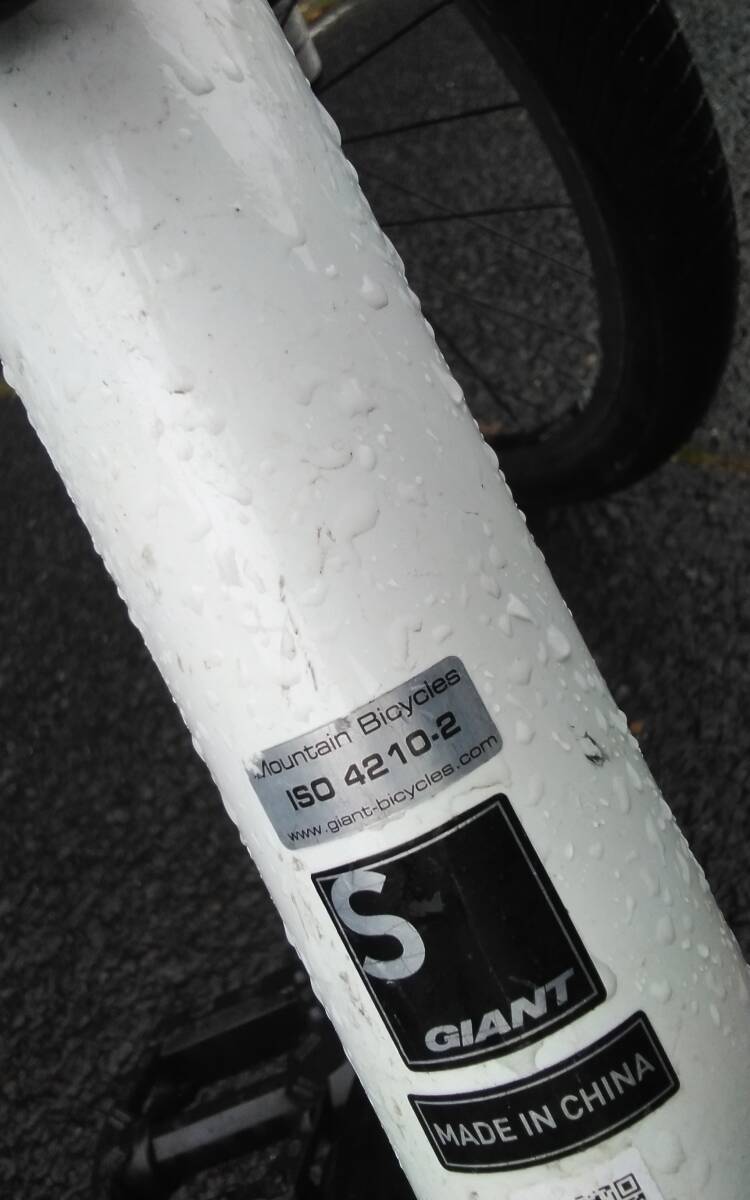 Mountain Bicycles
ISO 4210-2
www.giant-bicycles.com
S
GIANT
MADE IN CHINA